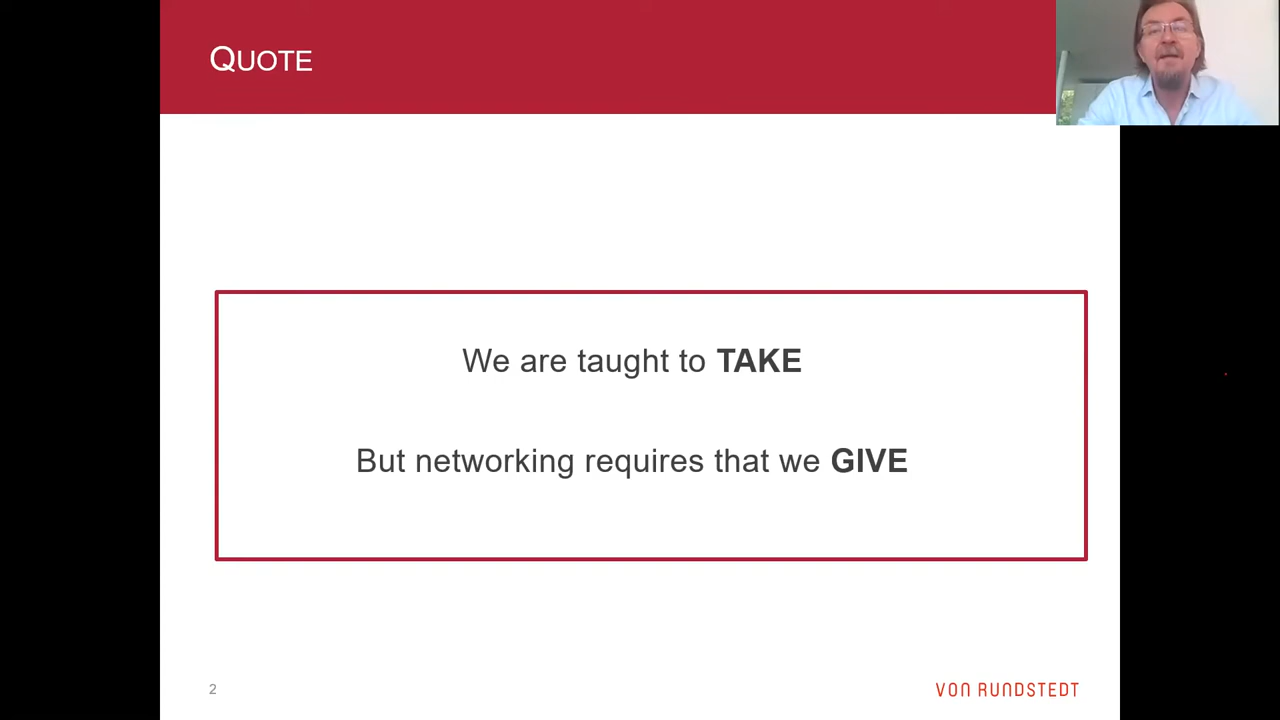 QUOTE
We are taught to TAKE
But networking requires that we GIVE
2
VON RUNDSTEDT